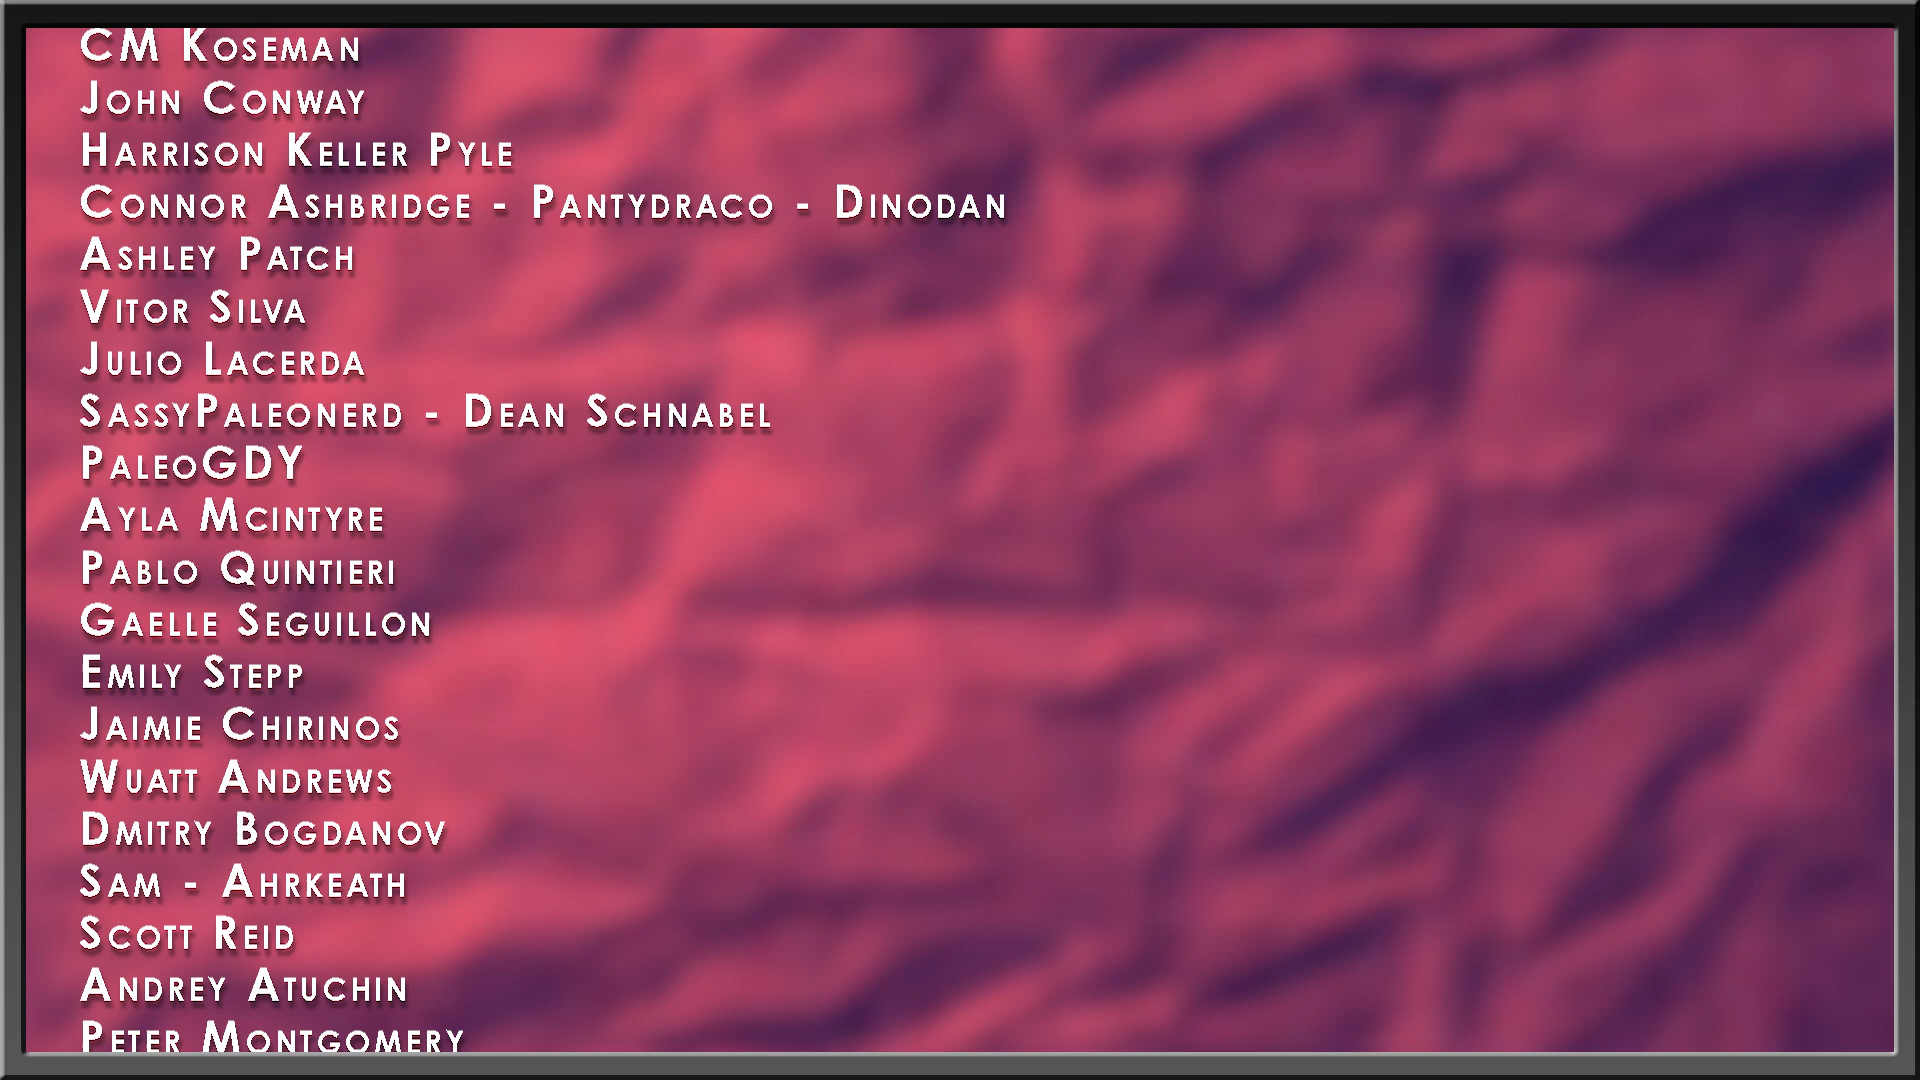 CM Koseman
John Conway
Harrison Keller Pyle
Connor Ashbridge - Pantydraco - Dinodan
Ashley Patch
Vitor Silva
Julio Lacerda
SassyPaleonerd - Dean Schnabel
PaleoGDY
Ayla Mcintyre
Pablo Quintieri
Gaelle Seguillon
Emily Stepp
Jaimie Chirinos
Wuatt Andrews
Dmitry Bogdanov
Sam - Ahrkeath
Scott Reid
Andrey Atuchin
Peter Montgomery